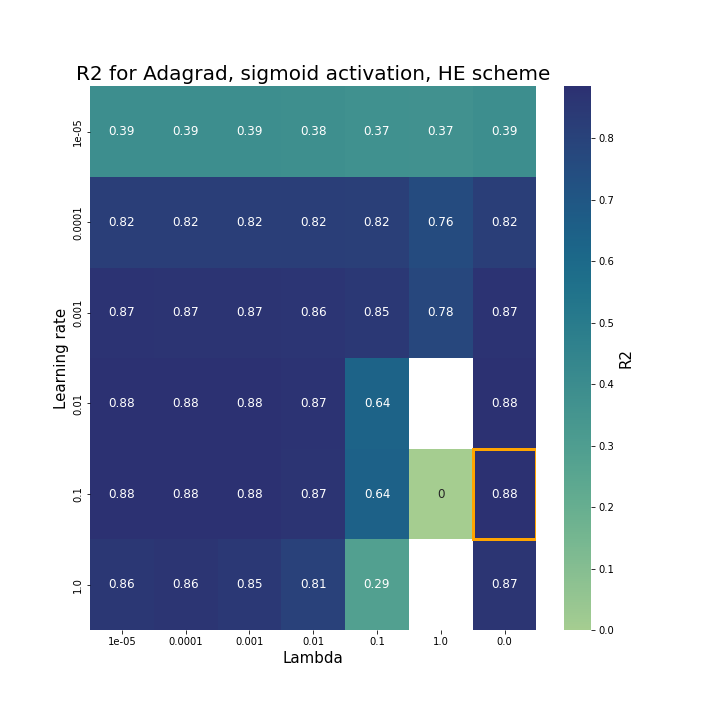 R2 for Adagrad, sigmoid activation, HE scheme
Learning rate
1e-05 0.39 0.39 0.39 0.38 0.37 0.37 0.39
0.0001 0.82 0.82 0.82 0.82 0.82 0.76 0.82
0.001 0.87 0.87 0.87 0.86 0.85 0.78 0.87
0.01 0.88 0.88 0.88 0.87 0.64 0.88
0.1 0.88 0.88 0.88 0.87 0.64 0 0.88
1.0 0.86 0.86 0.85 0.81 0.29 0.87
1e-05 0.0001 0.001 0.01 0.1 1.0 0.0
Lambda
0.8
0.7
0.6
0.5
0.4
0.3
0.2
0.1
0.0
R2